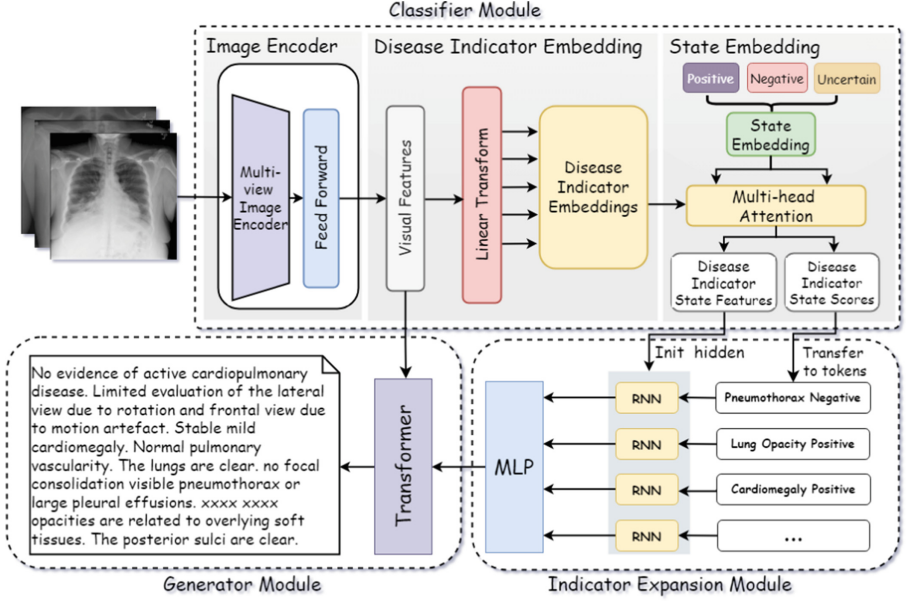 Classifier Module
Image Encoder
Disease Indicator Embedding
State Embedding
Positive
Negative
Uncertain
State
Embedding
Multi-
view
Image
Encoder
Feed Forward
Visual Features
Linear Transform
Disease
Indicator
Embeddings
Multi-head
Attention
Disease
Indicator
State Features
Disease
Indicator
State Scores
Init hidden
Transfer
to tokens
No evidence of active cardiopulmonary
disease. Limited evaluation of the lateral
view due to rotation and frontal view due
to motion artefact. Stable mild
cardiomegaly. Normal pulmonary
vascularity. The lungs are clear. no focal
consolidation visible pneumothorax or
large pleural effusions. xxxx xxxx
opacities are related to overlying soft
tissues. The posterior sulci are clear.
Transformer
MLP
RNN
Pneumothorax Negative
RNN
Lung Opacity Positive
RNN
Cardiomegaly Positive
RNN
...
Generator Module
Indicator Expansion Module